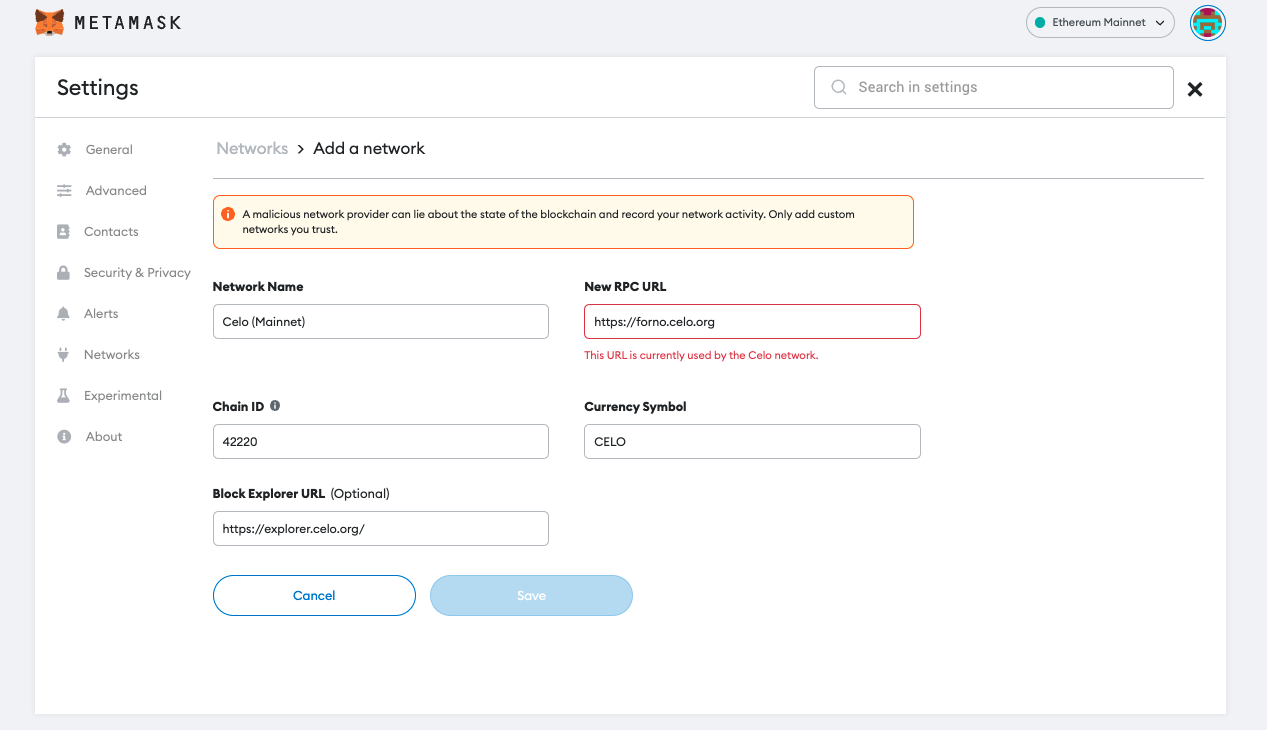 METAMASK
Ethereum Mainnet
Settings
Search in settings
General
Advanced
Contacts
Security & Privacy
Alerts
Networks
Experimental
About
Networks > Add a network
A malicious network provider can lie about the state of the blockchain and record your network activity. Only add custom
networks you trust.
Network Name
Celo (Mainnet)
New RPC URL
https://forno.celo.org
This URL is currently used by the Celo network.
Chain ID
42220
Currency Symbol
CELO
Block Explorer URL (Optional)
https://explorer.celo.org/
Cancel
Save